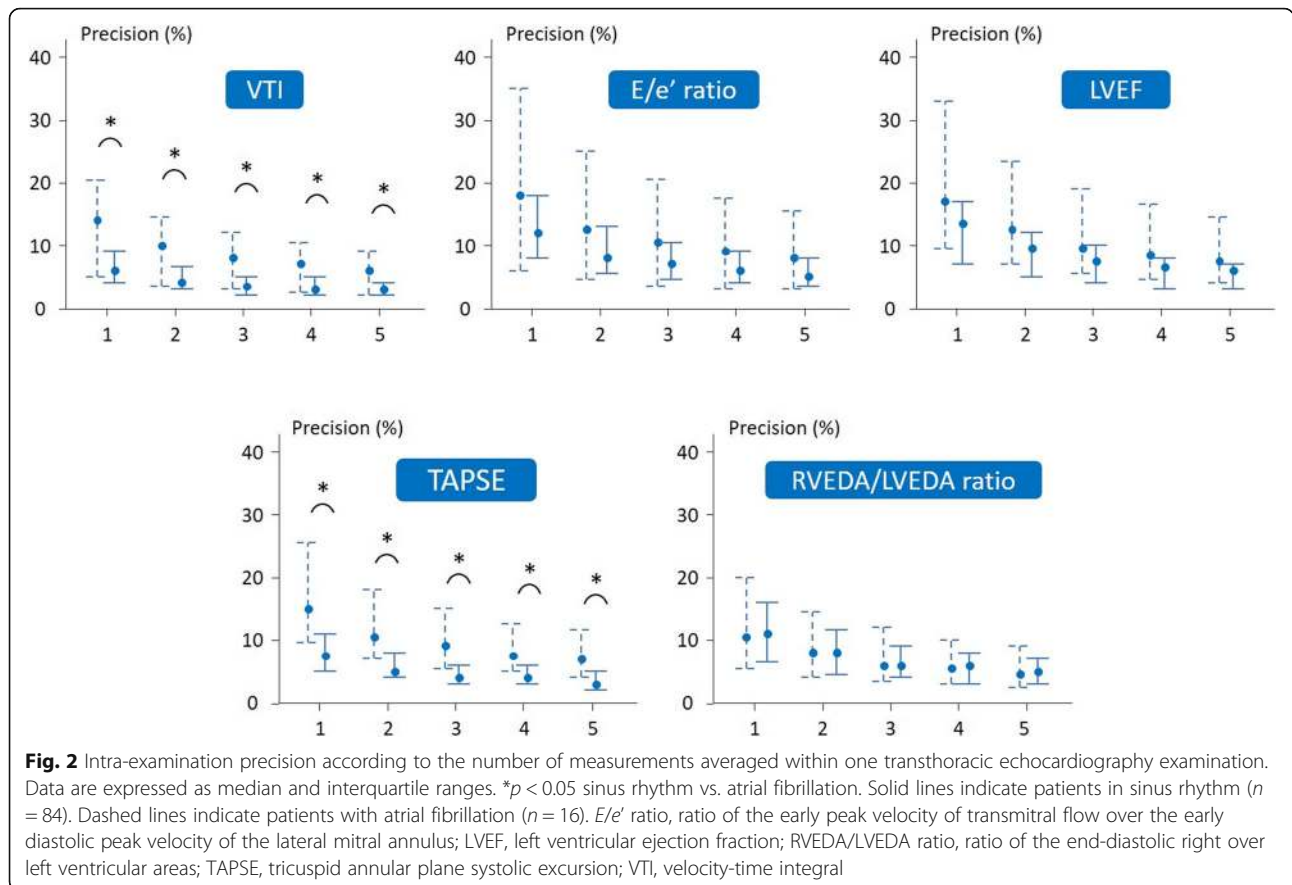 Precision (%)
VTI
40
30
20
10
0
*
*
*
*
*
1 2 3 4 5
Precision (%)
E/e' ratio
40
30
20
10
0
1 2 3 4 5
Precision (%)
LVEF
40
30
20
10
0
1 2 3 4 5
Precision (%)
TAPSE
40
30
20
10
0
*
*
*
*
*
1 2 3 4 5
Precision (%)
RVEDA/LVEDA ratio
40
30
20
10
0
1 2 3 4 5
Fig. 2 Intra-examination precision according to the number of measurements averaged within one transthoracic echocardiography examination.
Data are expressed as median and interquartile ranges. *p < 0.05 sinus rhythm vs. atrial fibrillation. Solid lines indicate patients in sinus rhythm (n
= 84). Dashed lines indicate patients with atrial fibrillation (n = 16). E/e' ratio, ratio of the early peak velocity of transmitral flow over the early
diastolic peak velocity of the lateral mitral annulus; LVEF, left ventricular ejection fraction; RVEDA/LVEDA ratio, ratio of the end-diastolic right over
left ventricular areas; TAPSE, tricuspid annular plane systolic excursion; VTI, velocity-time integral